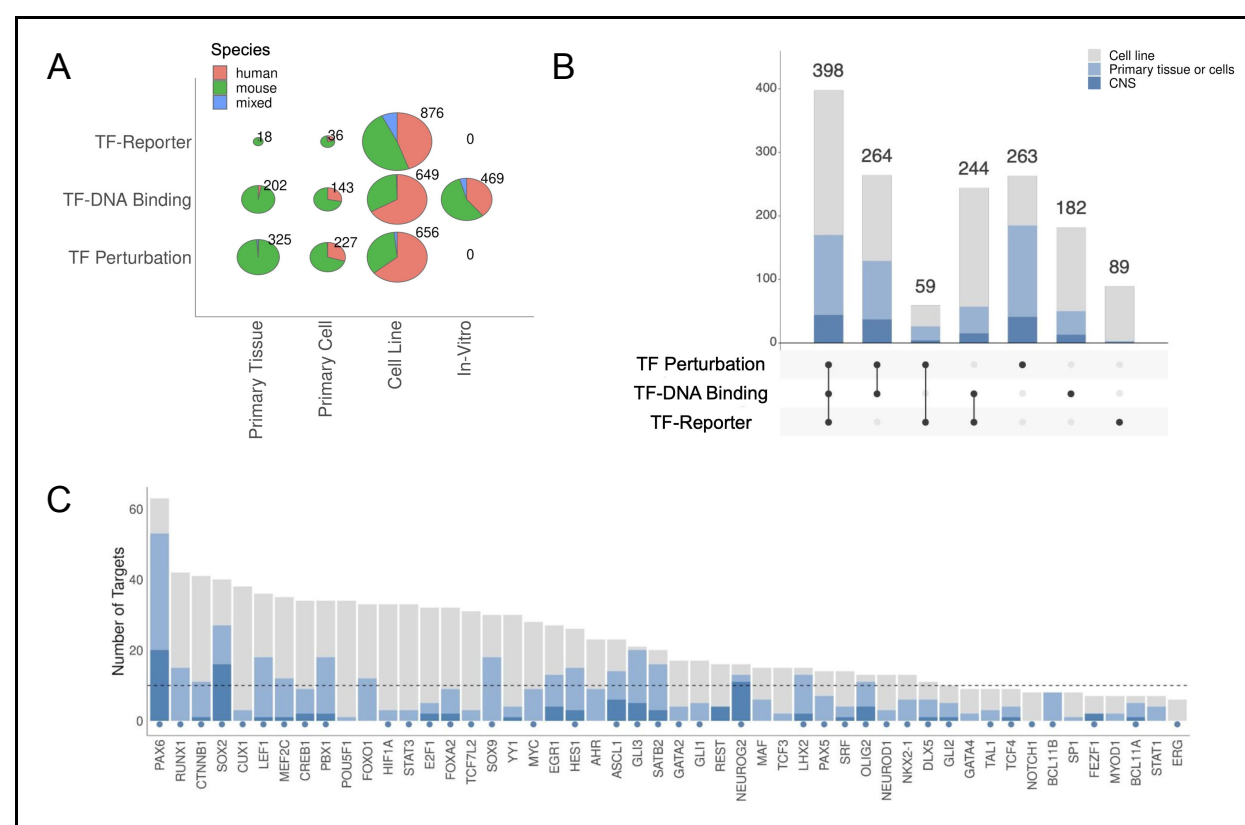 A
Species
human
mouse
mixed
TF-Reporter
TF-DNA Binding
TF Perturbation
18
36
876
0
202
143
649
469
325
227
656
0
Primary Tissue
Primary Cell
Cell Line
In-Vitro
B
Cell line
Primary tissue or cells
CNS
400
300
200
100
0
398
264
59
244
263
182
89
TF Perturbation
TF-DNA Binding
TF-Reporter
C
Number of Targets
60
40
20
0
PAX6
RUNX1
CTNNB1
SOX2
CUX1
LEF1
MEF2C
CREB1
PBX1
POU5F1
FOXO1
HIF1A
STAT3
E2F1
FOXA2
TCF7L2
SOX9
YY1
MYC
EGR1
HES1
AHR
ASCL1
GLI3
SATB2
GATA2
GLI1
REST
NEUROG2
MAF
TCF3
LHX2
PAX5
SRF
OLIG2
NEUROD1
NKX2-1
DLX5
GLI2
GATA4
TAL1
TCF4
NOTCH1
BCL11B
SP1
FEZF1
MYOD1
BCL11A
STAT1
ERG